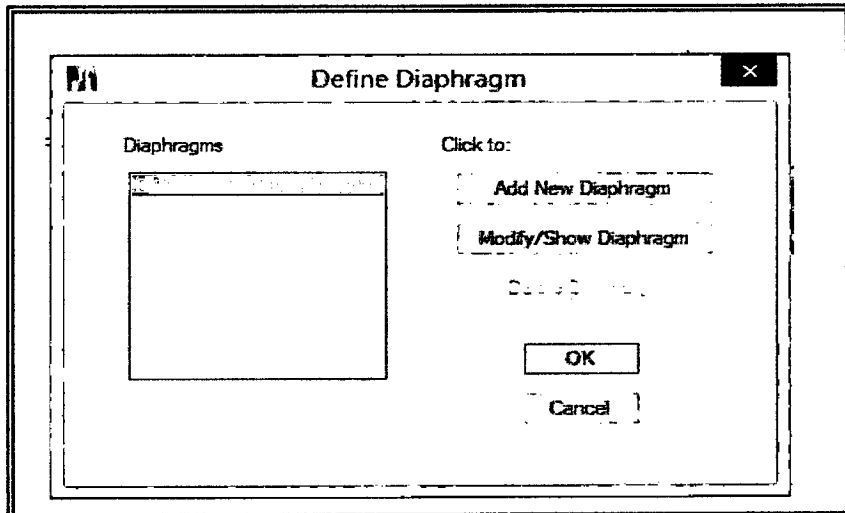 Define Diaphragm
Diaphragms
Click to:
Add New Diaphragm
Modify/Show Diaphragm
OK
Cancel